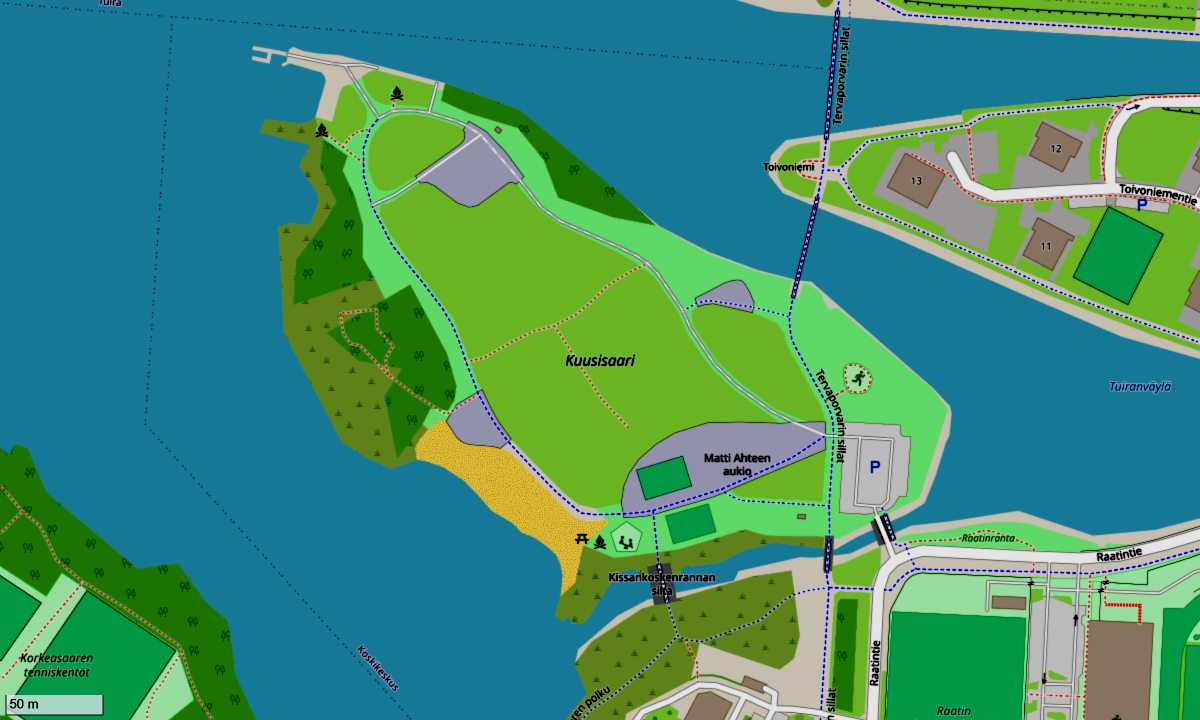 Tuira
Tervaporvarin sillat
Toivoniemi
12
13
Toivoniementie
P
11
Kuusisaari
Tuiranväylä
Tervaporvarin sillat
Matti Ahteen
aukio
P
Raatinranta
Raatintie
Kissankoskenrannan
silta
Koskikeskus
Korkeasaaren
tenniskentät
Raatintie
50 m
ren polku
n sillat
Raatin